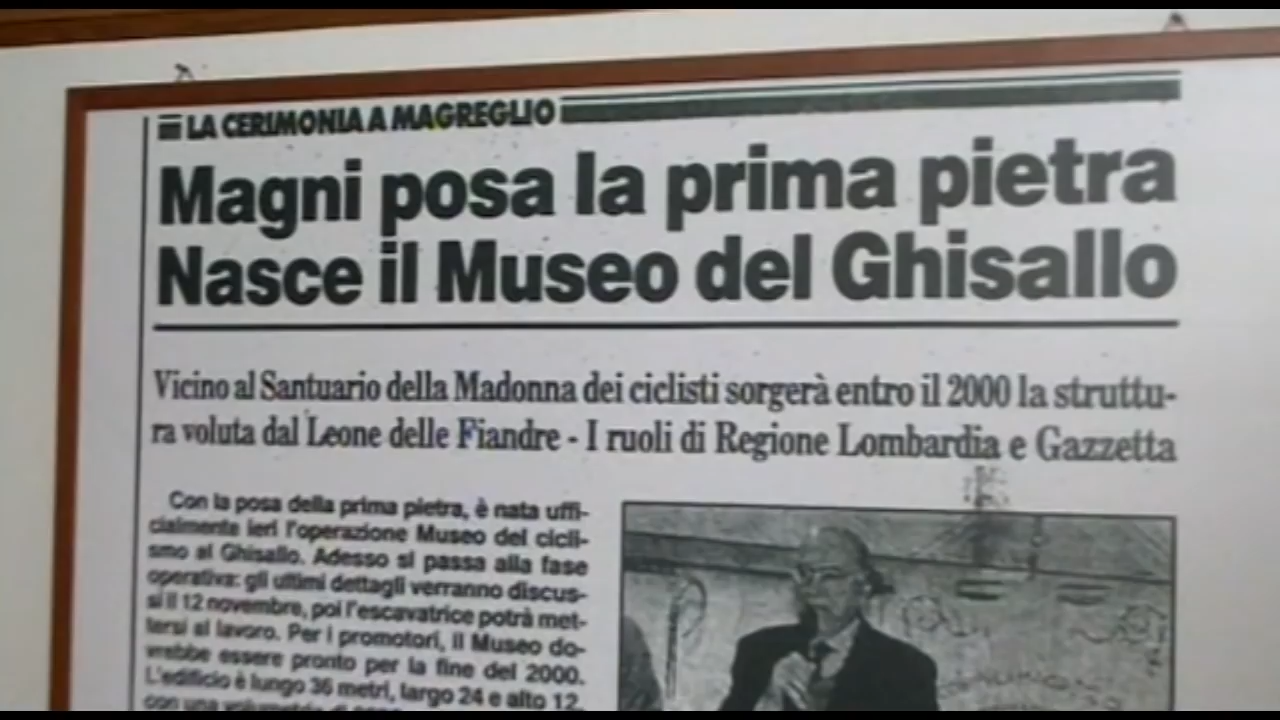 LA CERIMONIA A MAGREGLIO
Magni posa la prima pietra
Nasce il Museo del Ghisallo
Vicino al Santuario della Madonna dei ciclisti sorgerà entro il 2000 la struttu-
ra voluta dal Leone delle Fiandre - I ruoli di Regione Lombardia e Gazzetta
Con la posa della prima pietra, è nata uffi-
cialmente ieri l'operazione Museo del cicli-
smo al Ghisallo. Adesso si passa alla fase
operativa: gli ultimi dettagli verranno discus-
si il 12 novembre, poi l'escavatrice potrà met-
tersi al lavoro. Per i promotori, il Museo do-
vrebbe essere pronto per la fine del 2000.
L'edificio è lungo 36 metri, largo 24 e alto 12,
con una